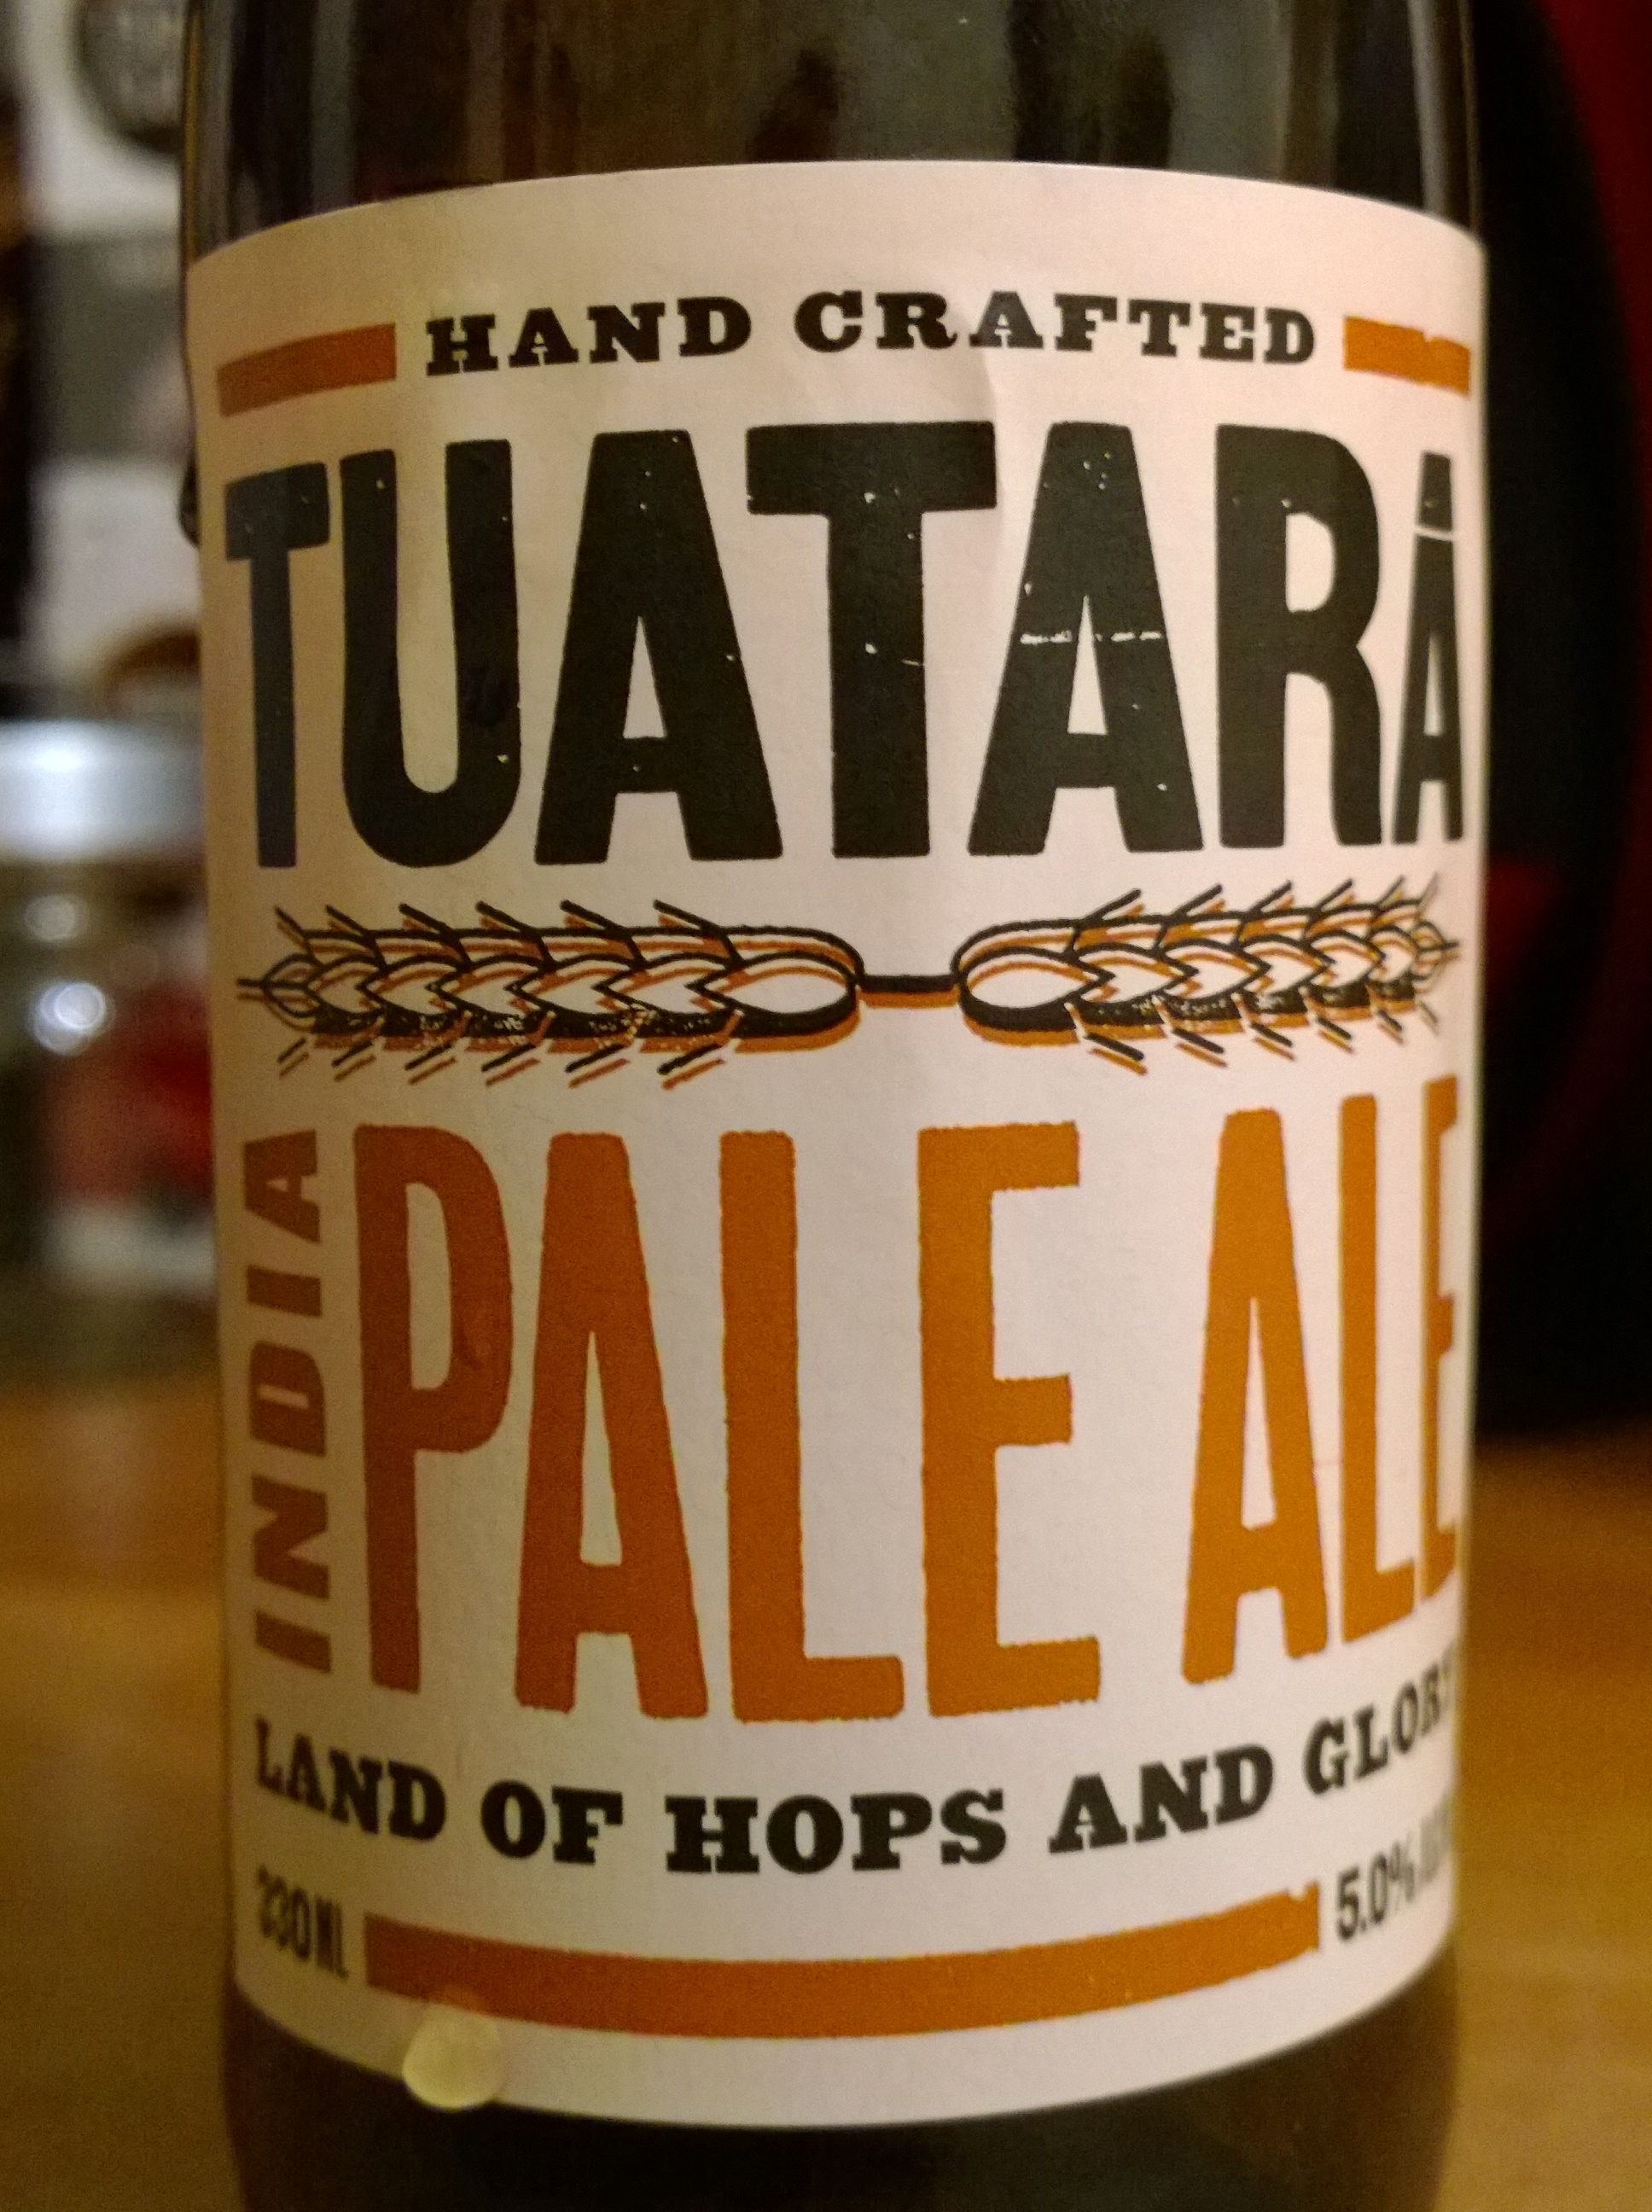 HAND CRAFTED
TUATARA
INDIA
PALE ALE
LAND OF HOPS AND GLORY
330ML
5.0%